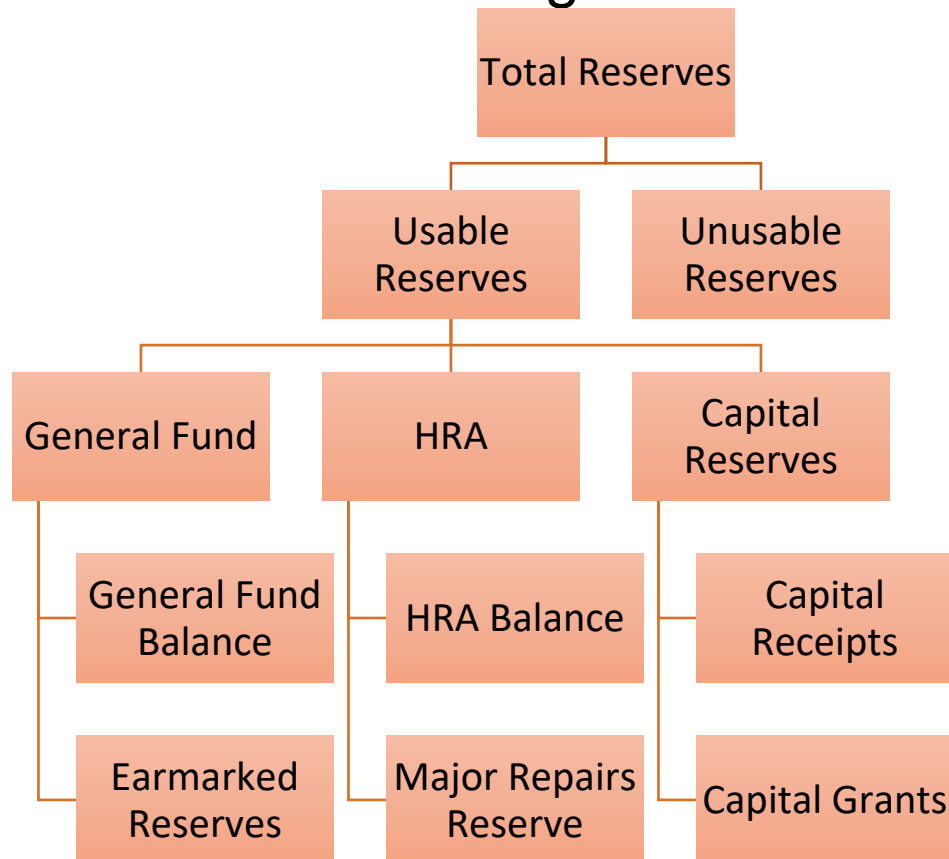 g
Total Reserves
Usable
Reserves
Unusable
Reserves
General Fund
HRA
Capital
Reserves
General Fund
Balance
HRA Balance
Capital
Receipts
Earmarked
Reserves
Major Repairs
Reserve
Capital Grants